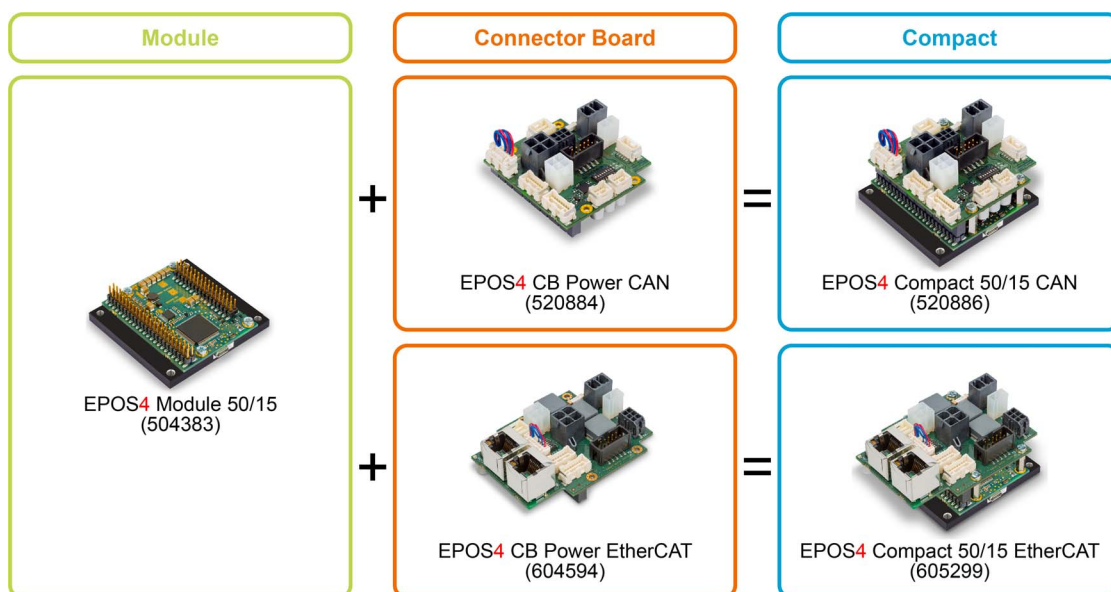 Module
Connector Board
Compact
+
=
EPOS4 CB Power CAN
(520884)
EPOS4 Compact 50/15 CAN
(520886)
EPOS4 Module 50/15
(504383)
+
=
EPOS4 CB Power EtherCAT
(604594)
EPOS4 Compact 50/15 EtherCAT
(605299)